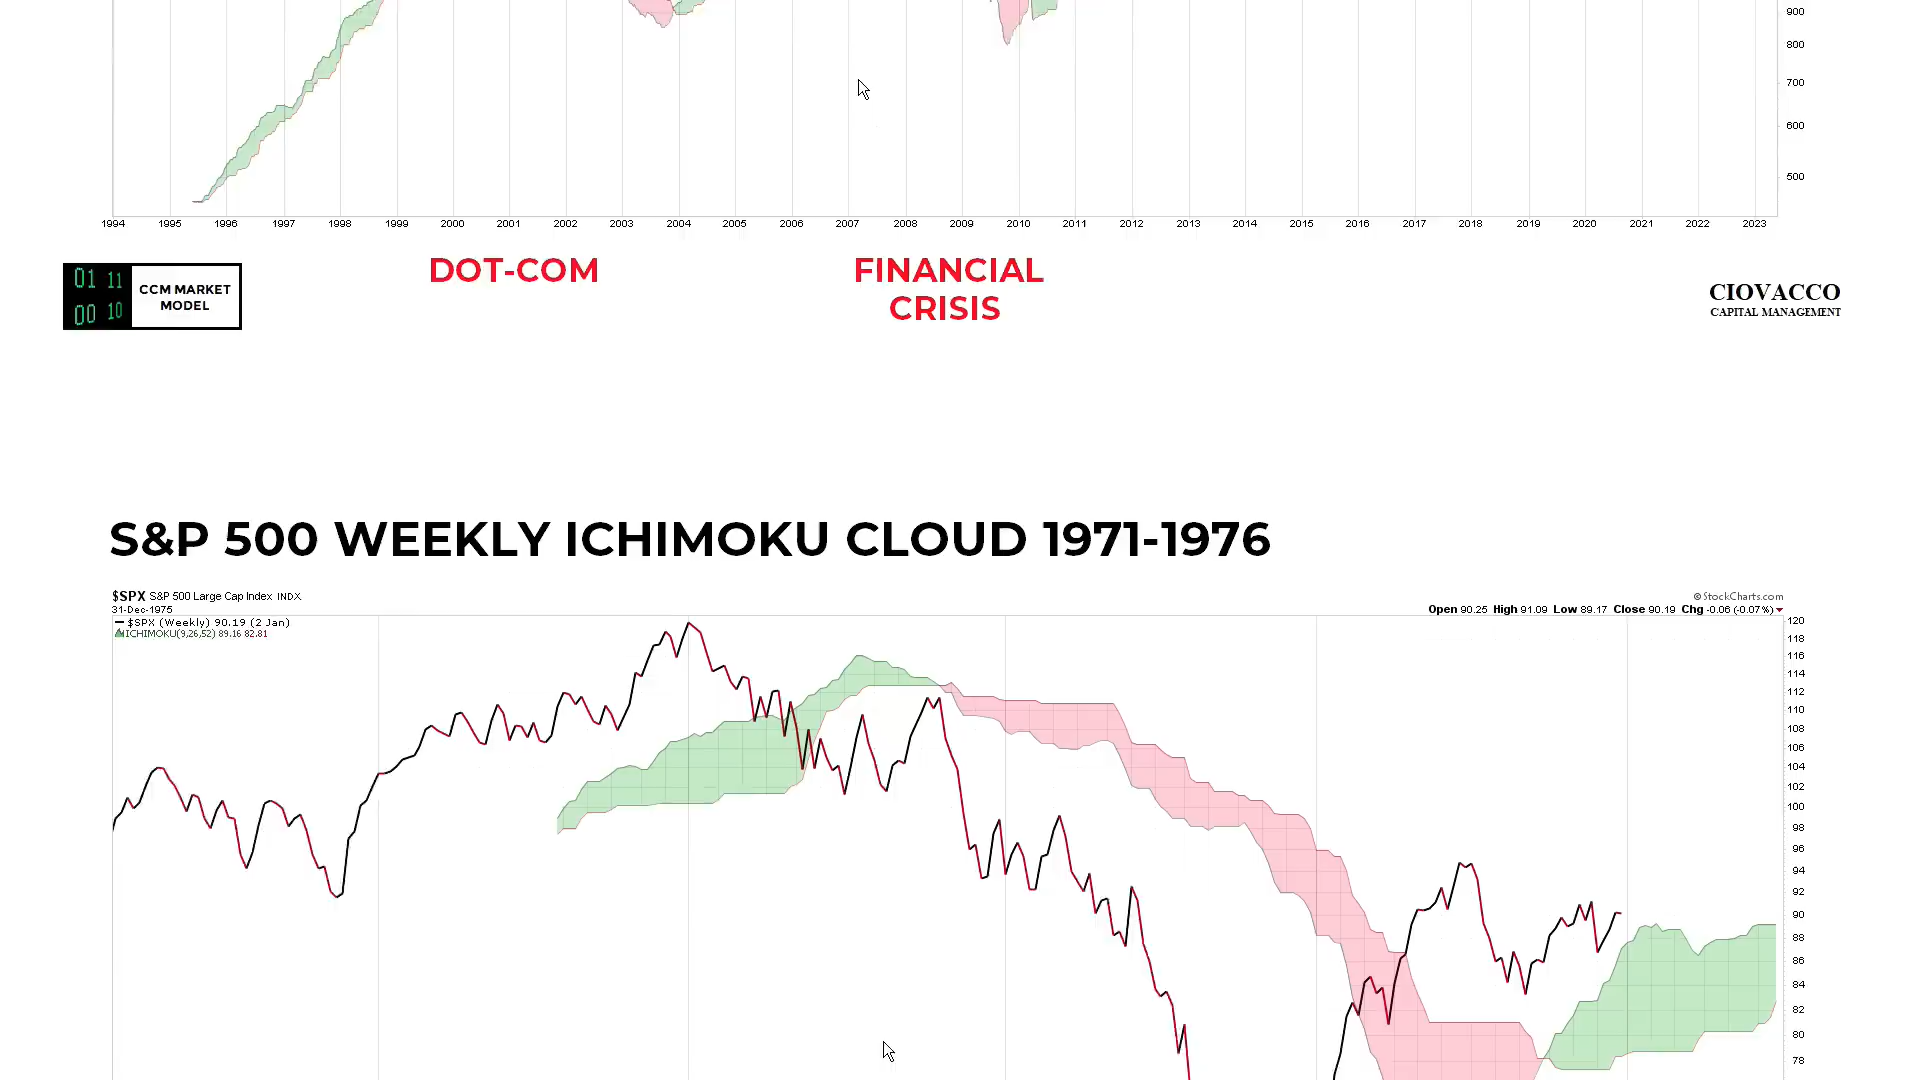 900
800
700
600
500
1994 1995 1996 1997 1998 1999 2000 2001 2002 2003 2004 2005 2006 2007 2008 2009 2010 2011 2012 2013 2014 2015 2016 2017 2018 2019 2020 2021 2022 2023
DOT-COM
FINANCIAL
CRISIS
01 11
00 10
CCM MARKET
MODEL
CIOVACCO
CAPITAL MANAGEMENT
S&P 500 WEEKLY ICHIMOKU CLOUD 1971-1976
$SPX S&P 500 Large Cap Index INDX
© StockCharts.com
31-Dec-1975
Open 90.25 High 91.09 Low 89.17 Close 90.19 Chg -0.06 (-0.07%)
$SPX (Weekly) 90.19 (2 Jan)
ICHIMOKU(9,26,52) 89.16 82.81
120
118
116
114
112
110
108
106
104
102
100
98
96
94
92
90
88
86
84
82
80
78